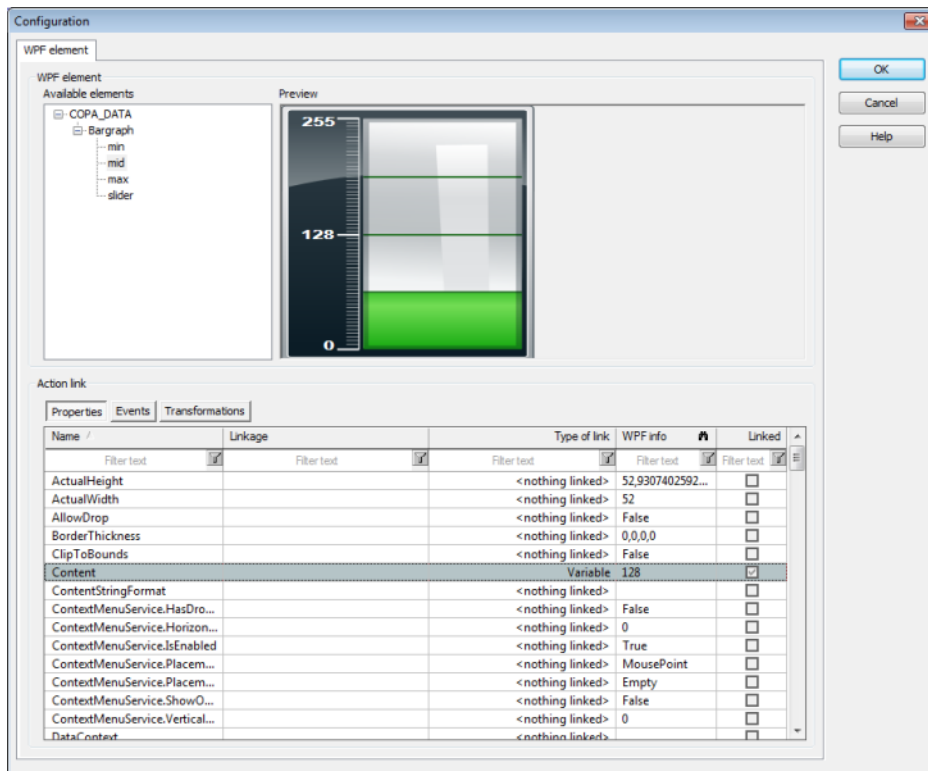 Configuration
WPF element
WPF element
Available elements
Preview
COPA_DATA
Bargraph
min
mid
max
slider
255
128
0
OK
Cancel
Help
Action link
Properties Events Transformations
Name / Linkage Type of link WPF info Linked
Filter text Filter text Filter text Filter text Filter text
ActualHeight <nothing linked> 52,9307402592...
ActualWidth <nothing linked> 52
AllowDrop <nothing linked> False
BorderThickness <nothing linked> 0,0,0,0
ClipToBounds <nothing linked> False
Content Variable 128
ContentStringFormat <nothing linked>
ContextMenuService.HasDro... <nothing linked> False
ContextMenuService.Horizon... <nothing linked> 0
ContextMenuService.IsEnabled <nothing linked> True
ContextMenuService.Placem... <nothing linked> MousePoint
ContextMenuService.Placem... <nothing linked> Empty
ContextMenuService.ShowO... <nothing linked> False
ContextMenuService.Vertical... <nothing linked> 0
DataContext <nothing linked>